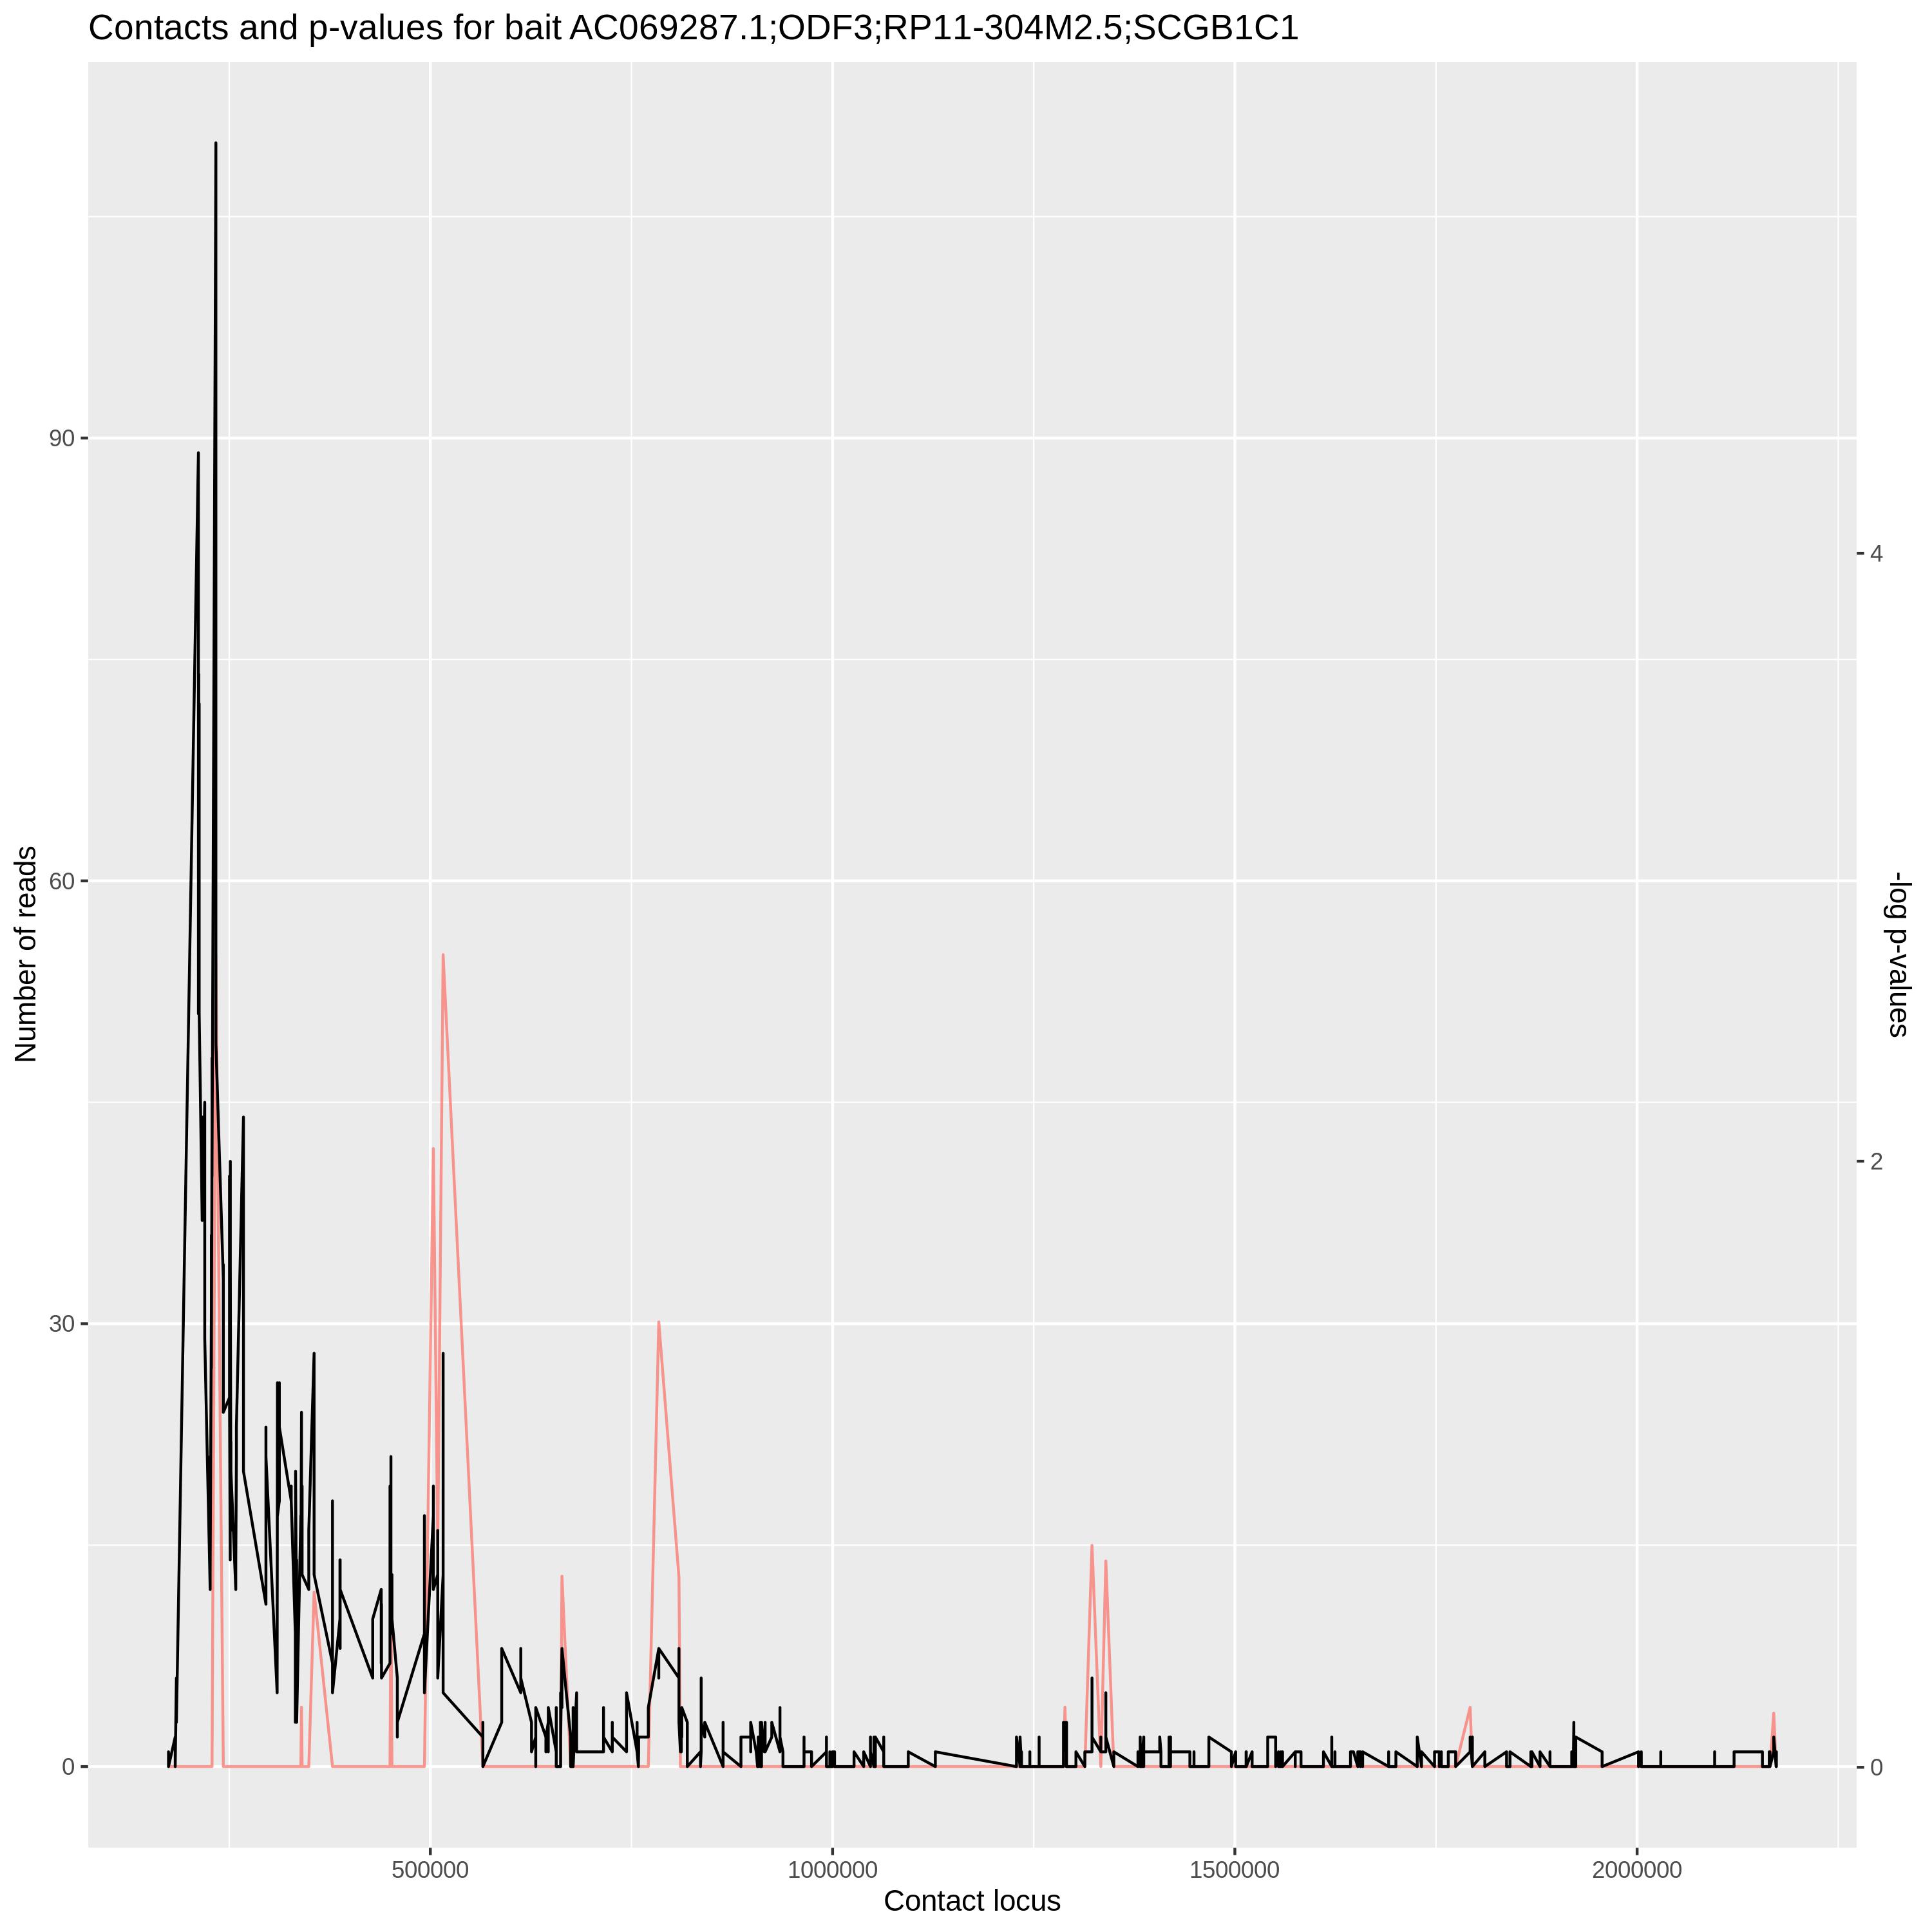 Contacts and p-values for bait AC069287.1;ODF3;RP11-304M2.5;SCGB1C1
90
60
30
0
Number of reads
4
2
0
-log p-values
500000
1000000
1500000
2000000
Contact locus